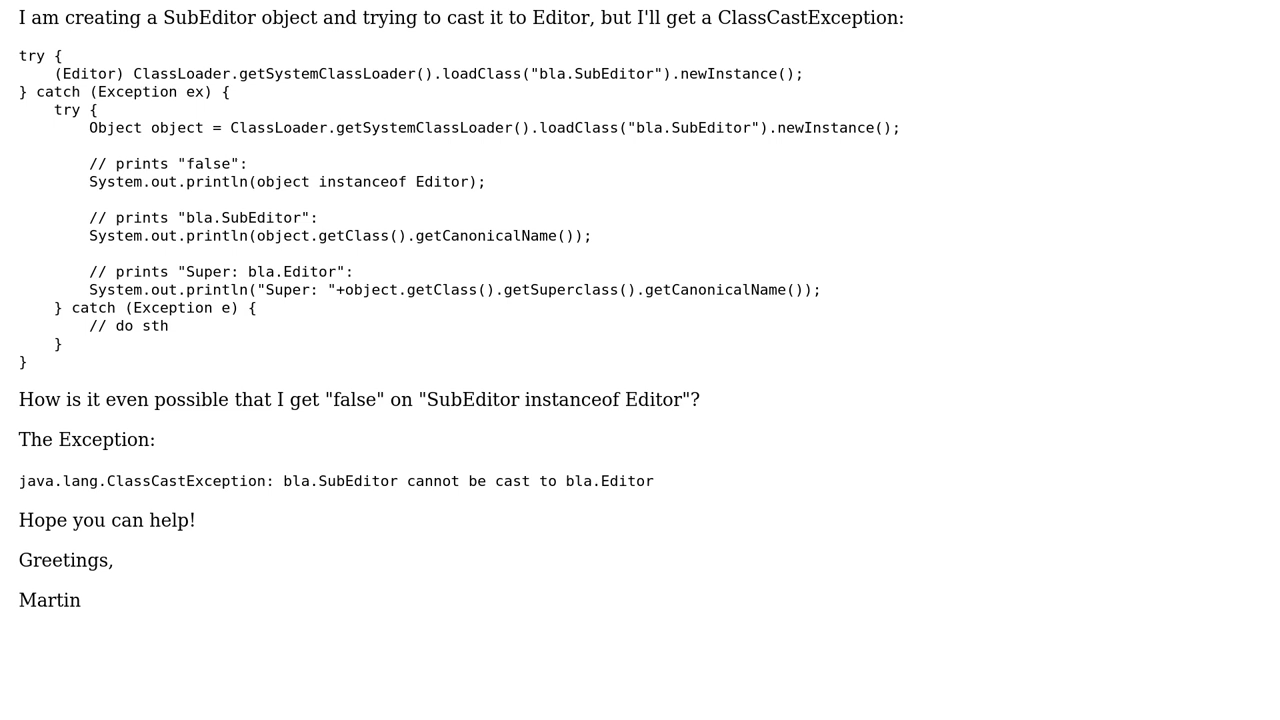 I am creating a SubEditor object and trying to cast it to Editor, but I'll get a ClassCastException:
try {
    (Editor) ClassLoader.getSystemClassLoader().loadClass("bla.SubEditor").newInstance();
} catch (Exception ex) {
    try {
        Object object = ClassLoader.getSystemClassLoader().loadClass("bla.SubEditor").newInstance();
        // prints "false":
        System.out.println(object instanceof Editor);
        // prints "bla.SubEditor":
        System.out.println(object.getClass().getCanonicalName());
        // prints "Super: bla.Editor":
        System.out.println("Super: "+object.getClass().getSuperclass().getCanonicalName());
    } catch (Exception e) {
        // do sth
    }
}
How is it even possible that I get "false" on "SubEditor instanceof Editor"?
The Exception:
java.lang.ClassCastException: bla.SubEditor cannot be cast to bla.Editor
Hope you can help!
Greetings,
Martin